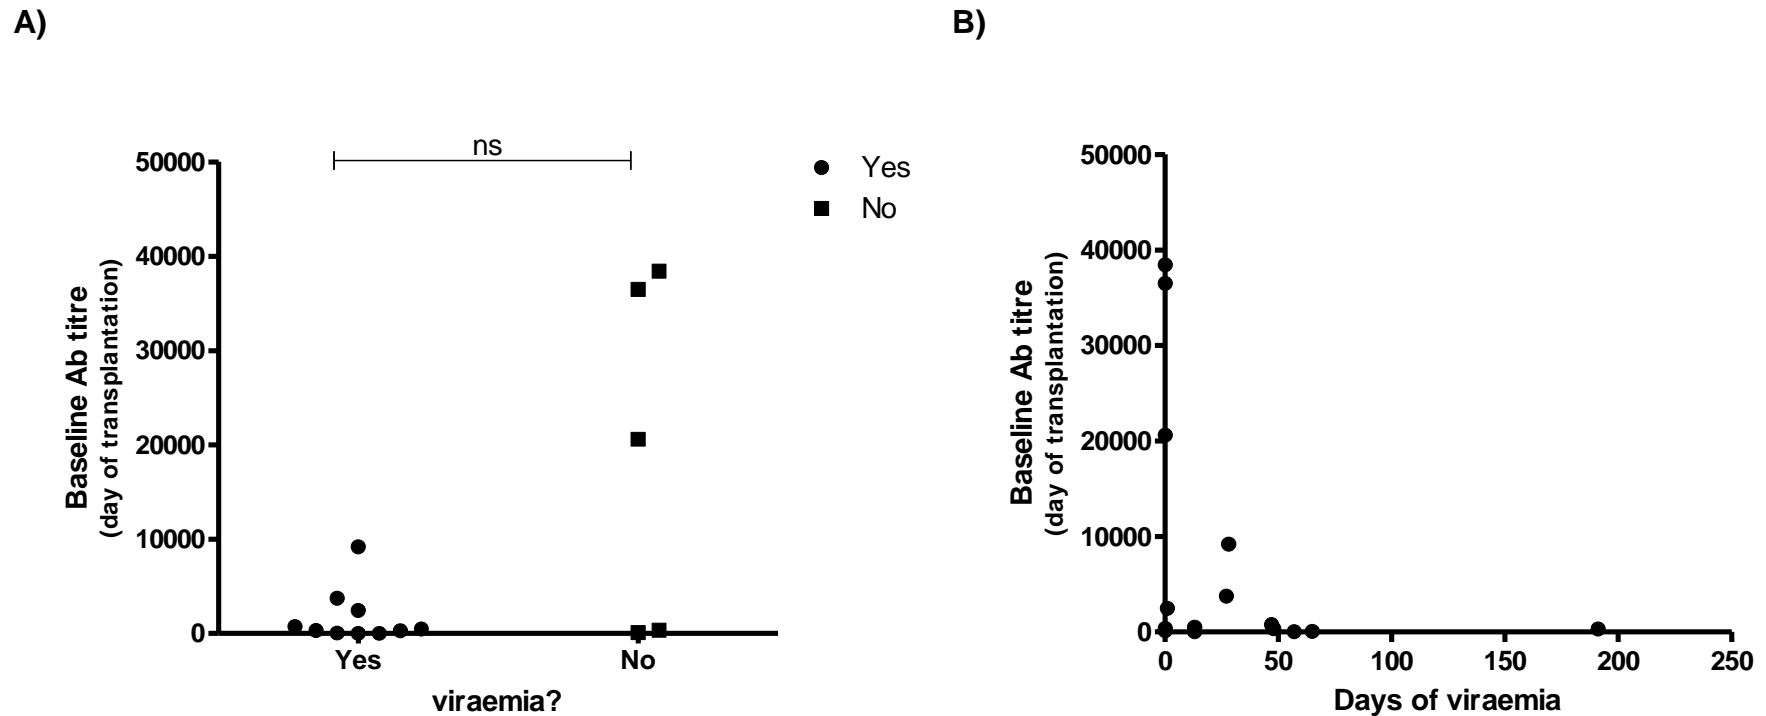 A)
B)
ns
Yes
No
Baseline Ab titre
(day of transplantation)
50000
40000
30000
20000
10000
0
Yes
No
viraemia?
Baseline Ab titre
(day of transplantation)
50000
40000
30000
20000
10000
0
0
50
100
150
200
250
Days of viraemia